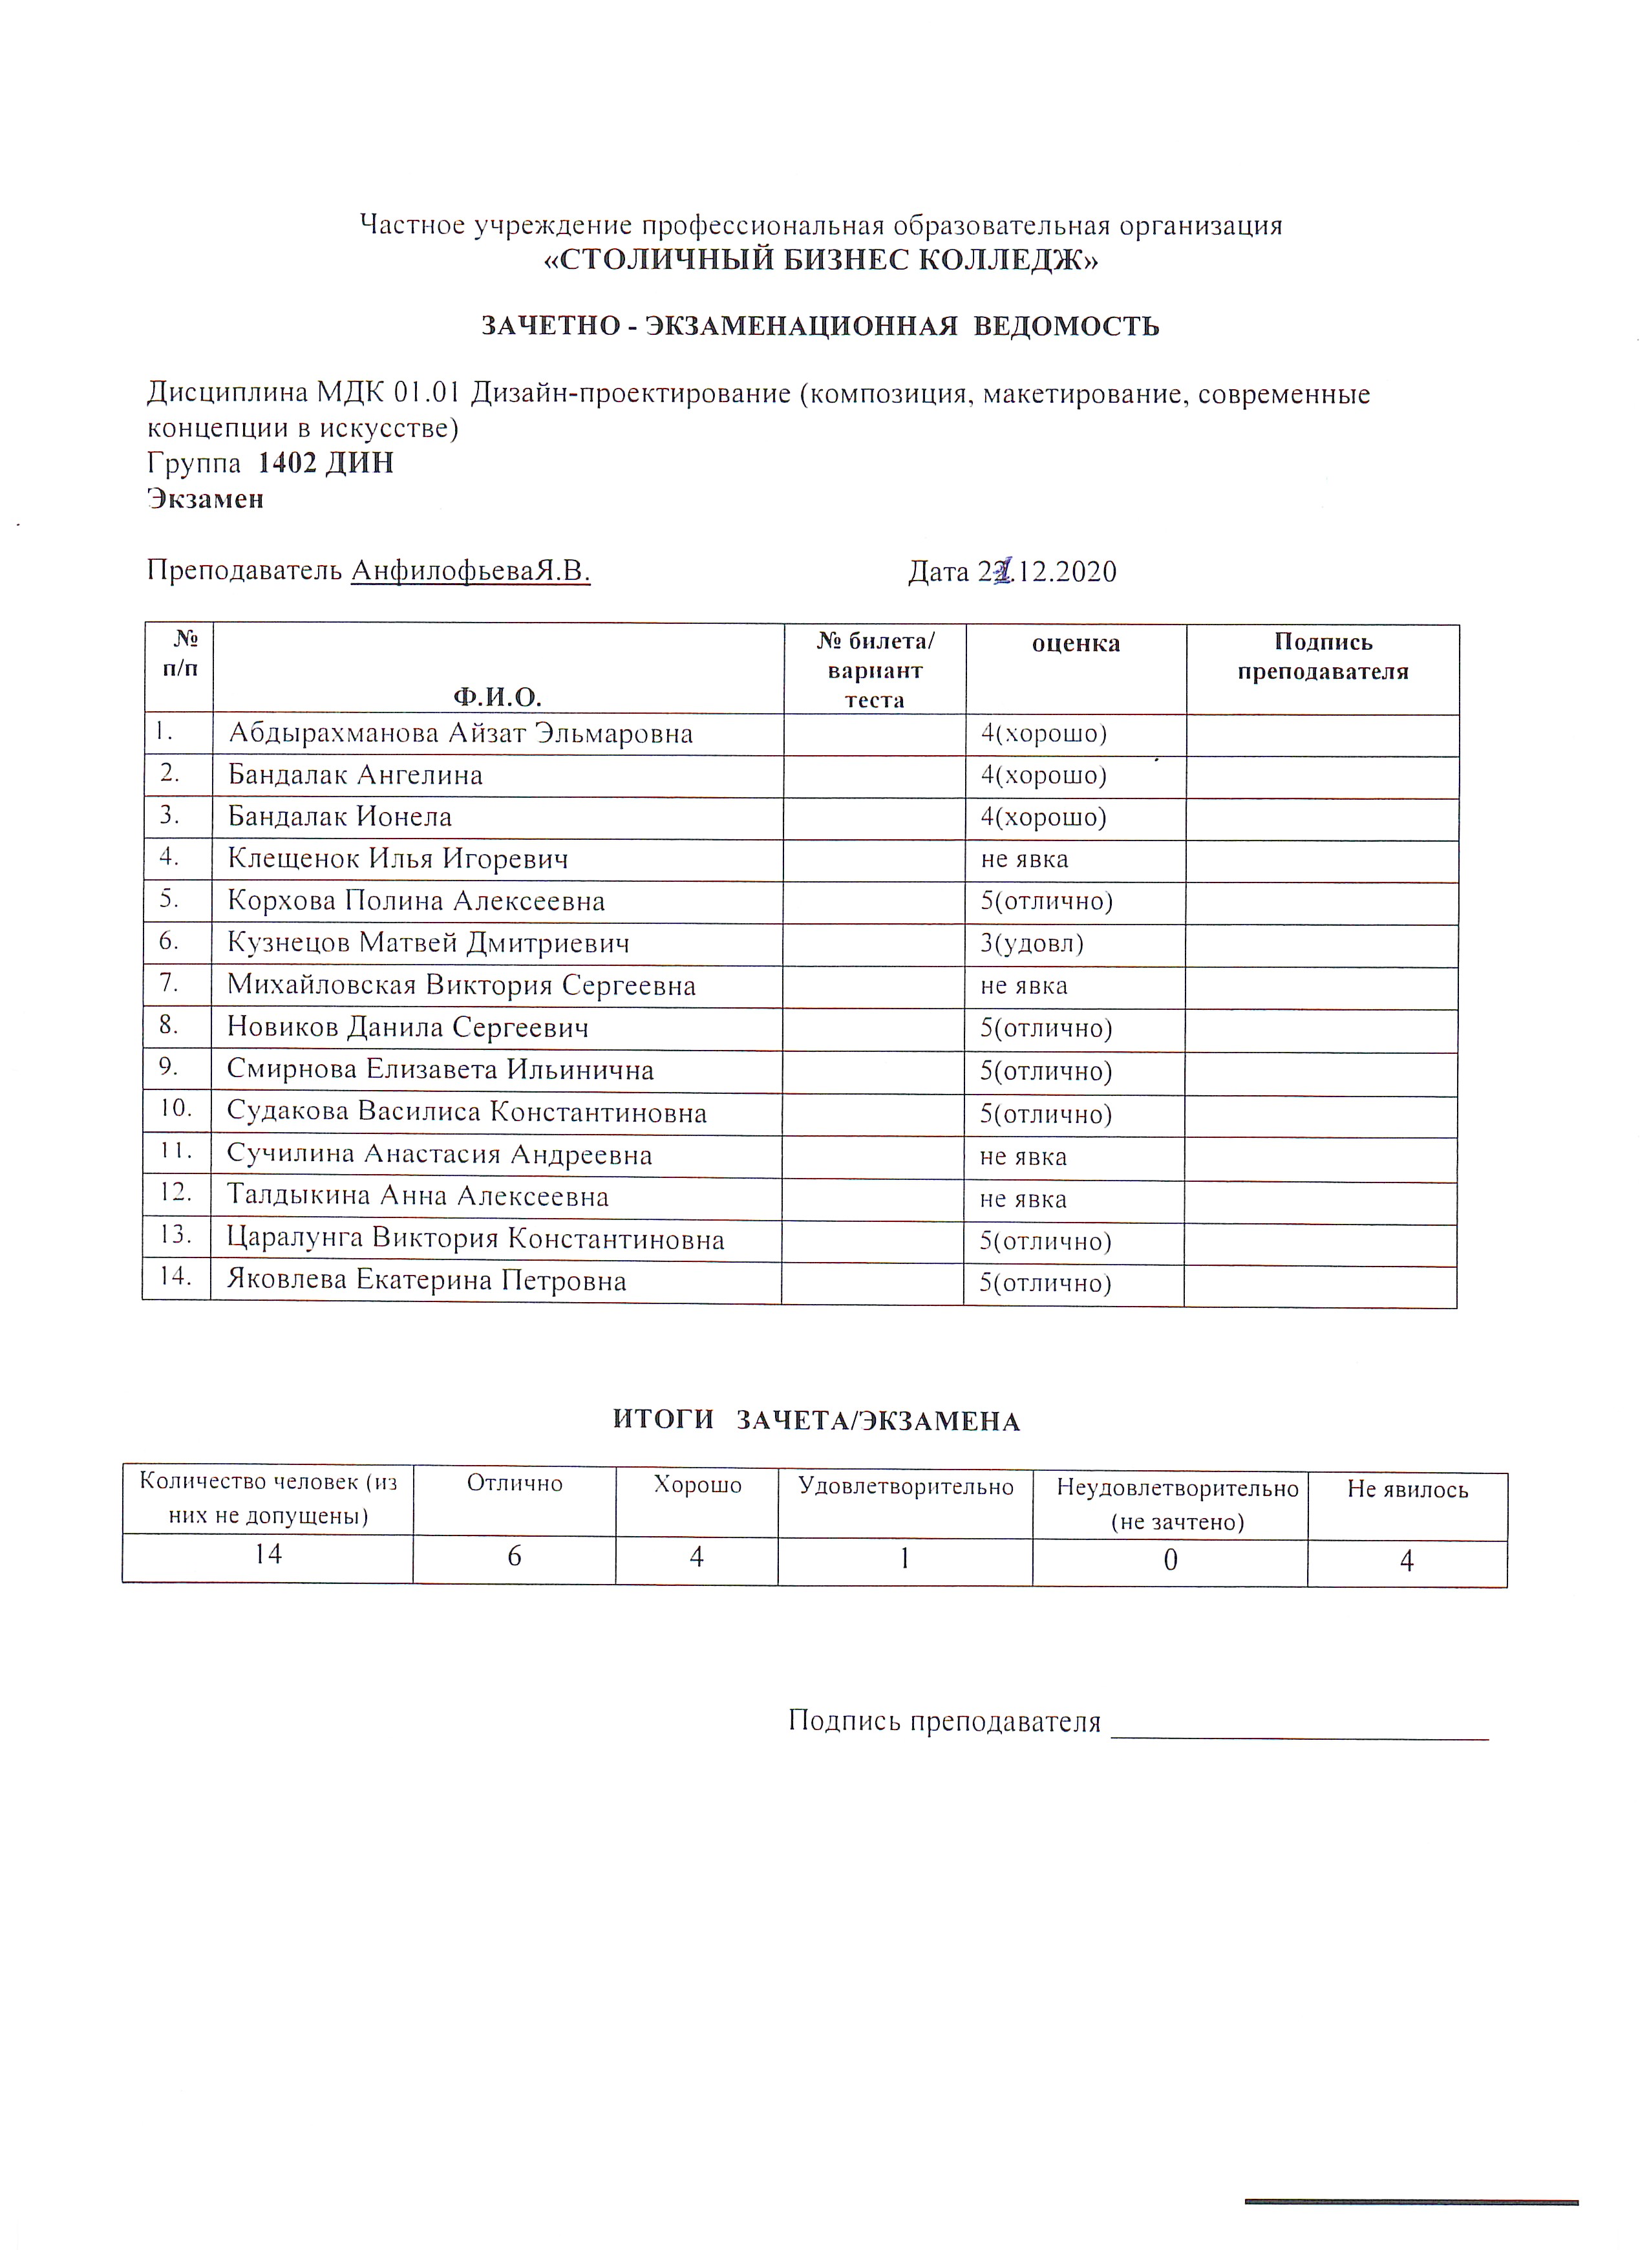 Частное учреждение профессиональная образовательная организация
«СТОЛИЧНЫЙ БИЗНЕС КОЛЛЕДЖ»
ЗАЧЕТНО - ЭКЗАМЕНАЦИОННАЯ ВЕДОМОСТЬ
Дисциплина МДК 01.01 Дизайн-проектирование (композиция, макетирование, современные
концепции в искусстве)
Группа 1402 ДИН
Экзамен
Преподаватель АнфилофьеваЯ.В. Дата 21.12.2020
№ п/п Ф.И.О. № билета/ вариант теста оценка Подпись преподавателя
1. Абдырахманова Айзат Эльмаровна 4(хорошо)
2. Бандалак Ангелина 4(хорошо)
3. Бандалак Ионела 4(хорошо)
4. Клещенок Илья Игоревич не явка
5. Корхова Полина Алексеевна 5(отлично)
6. Кузнецов Матвей Дмитриевич 3(удовл)
7. Михайловская Виктория Сергеевна не явка
8. Новиков Данила Сергеевич 5(отлично)
9. Смирнова Елизавета Ильинична 5(отлично)
10. Судакова Василиса Константиновна 5(отлично)
11. Сучилина Анастасия Андреевна не явка
12. Талдыкина Анна Алексеевна не явка
13. Царалунга Виктория Константиновна 5(отлично)
14. Яковлева Екатерина Петровна 5(отлично)
ИТОГИ ЗАЧЕТА/ЭКЗАМЕНА
Количество человек (из них не допущены) Отлично Хорошо Удовлетворительно Неудовлетворительно (не зачтено) Не явилось
14 6 4 1 0 4
Подпись преподавателя